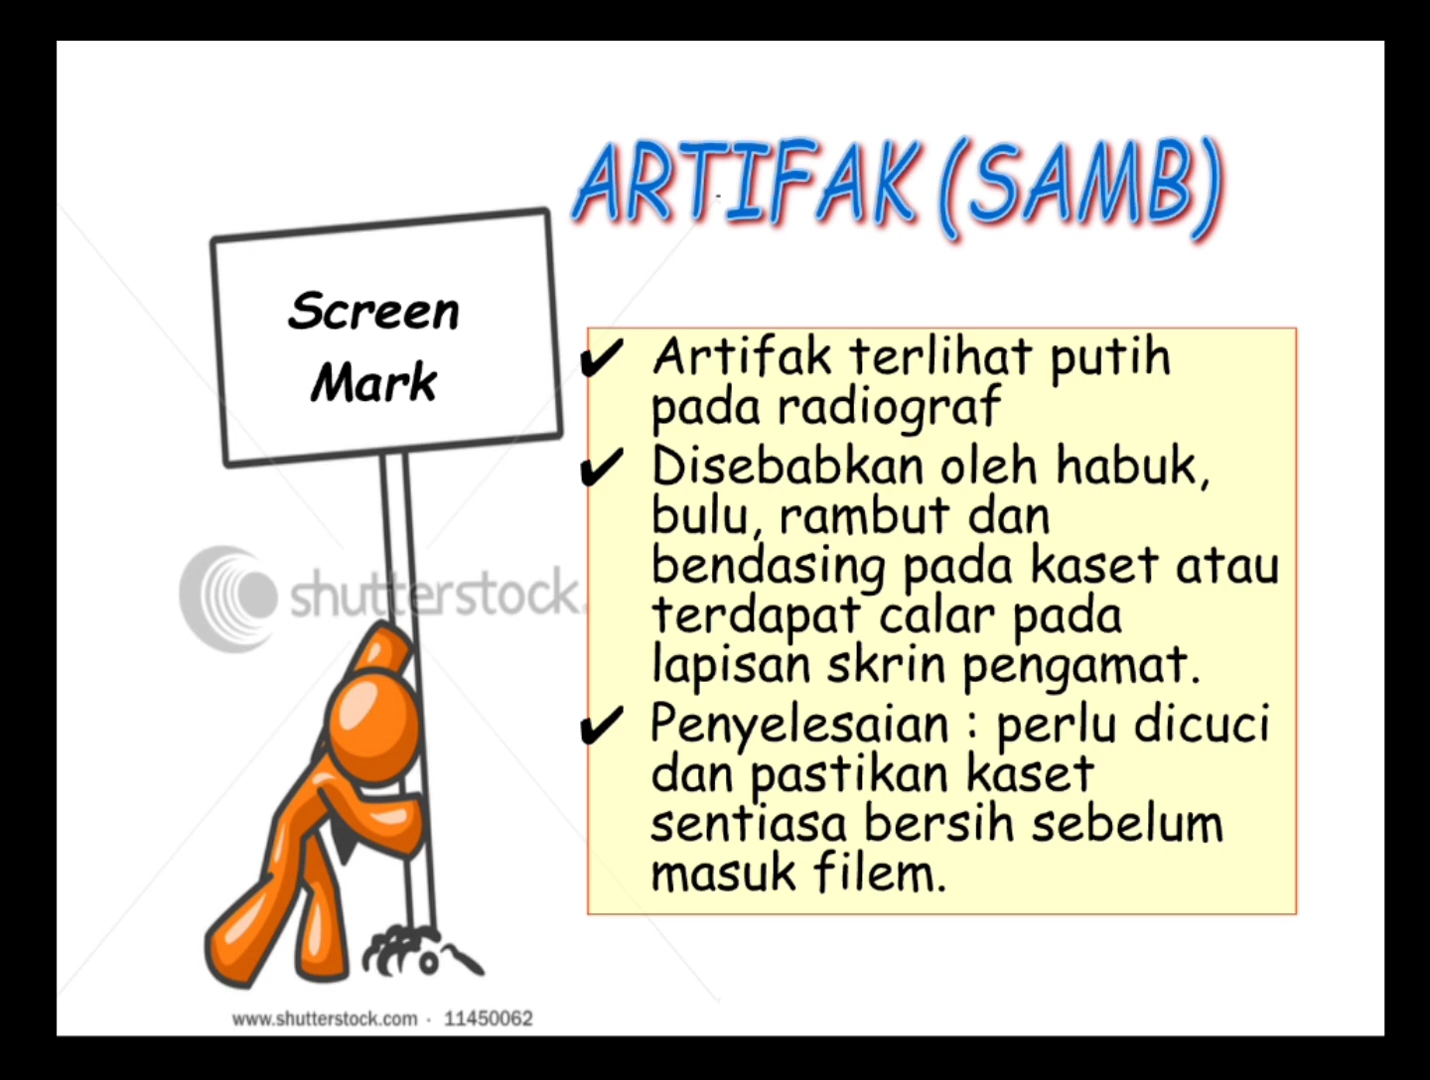 ARTIFAK (SAMB)
Screen
Mark
✔ Artifak terlihat putih
pada radiograf
✔ Disebabkan oleh habuk,
bulu, rambut dan
bendasing pada kaset atau
terdapat calar pada
lapisan skrin pengamat.
✔ Penyelesaian : perlu dicuci
dan pastikan kaset
sentiasa bersih sebelum
masuk filem.
shutterstock.
www.shutterstock.com · 11450062